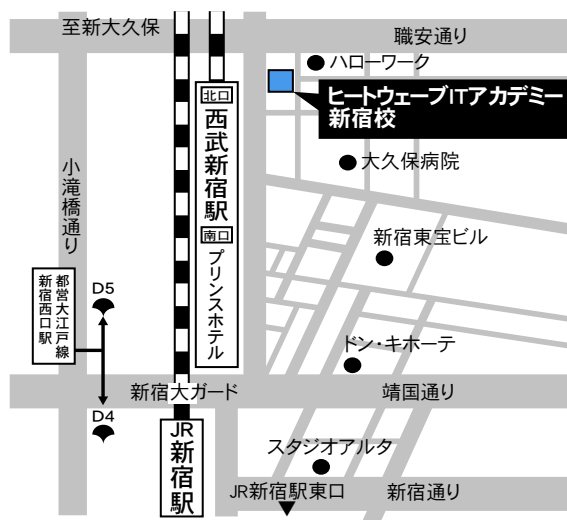 至新大久保
職安通り
ハローワーク
ヒートウェーブITアカデミー
新宿校
北口
西武新宿駅
南口
プリンスホテル
大久保病院
小滝橋通り
新宿東宝ビル
都営大江戸線
新宿西口駅
D5
ドン・キホーテ
新宿大ガード
靖国通り
D4
JR新宿駅
スタジオアルタ
JR新宿駅東口
新宿通り